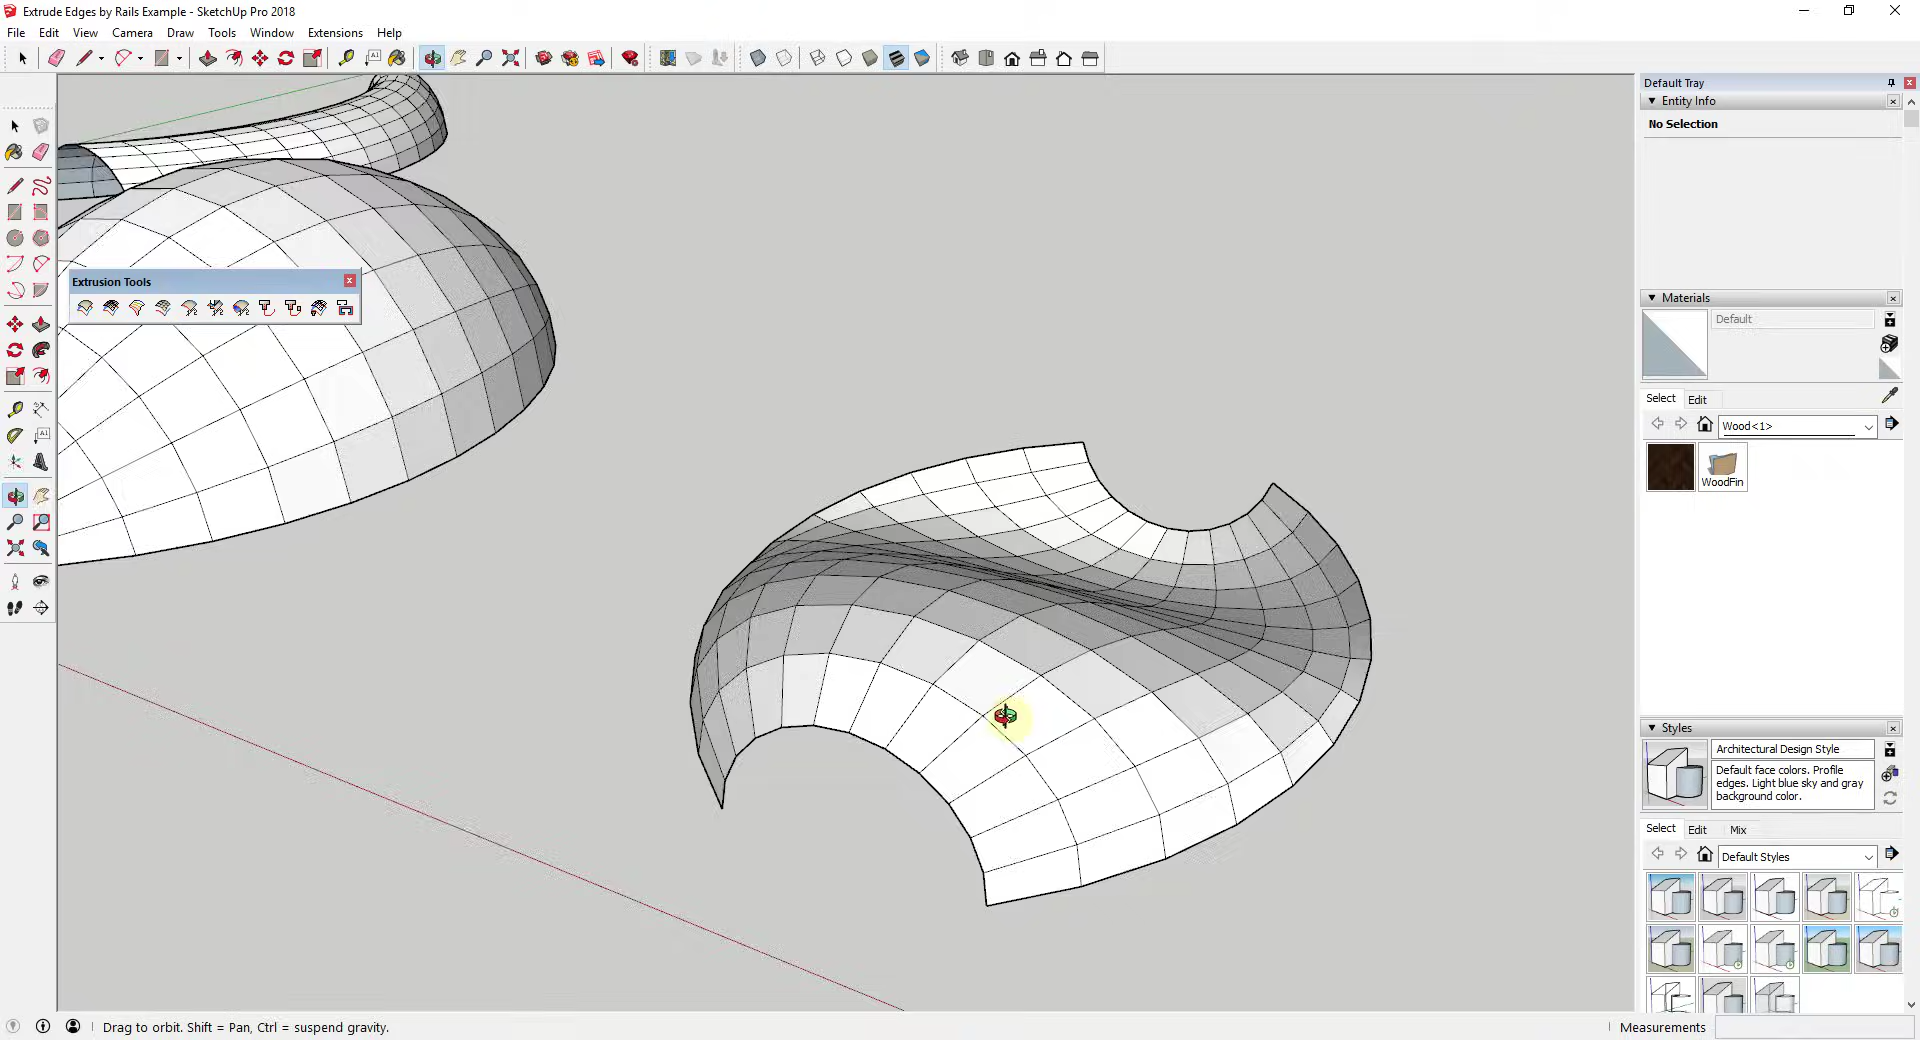 Extrude Edges by Rails Example - SketchUp Pro 2018
File Edit View Camera Draw Tools Window Extensions Help
Default Tray
Entity Info
No Selection
Extrusion Tools
Materials
Default
Select Edit
Wood<1>
WoodFin
Styles
Architectural Design Style
Default face colors. Profile
edges. Light blue sky and gray
background color.
Select Edit Mix
Default Styles
Drag to orbit. Shift = Pan, Ctrl = suspend gravity.
Measurements